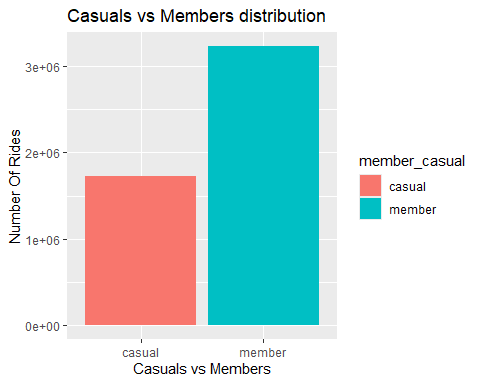 Casuals vs Members distribution
Number Of Rides
3e+06
2e+06
1e+06
0e+00
casual member
Casuals vs Members
member_casual
casual
member